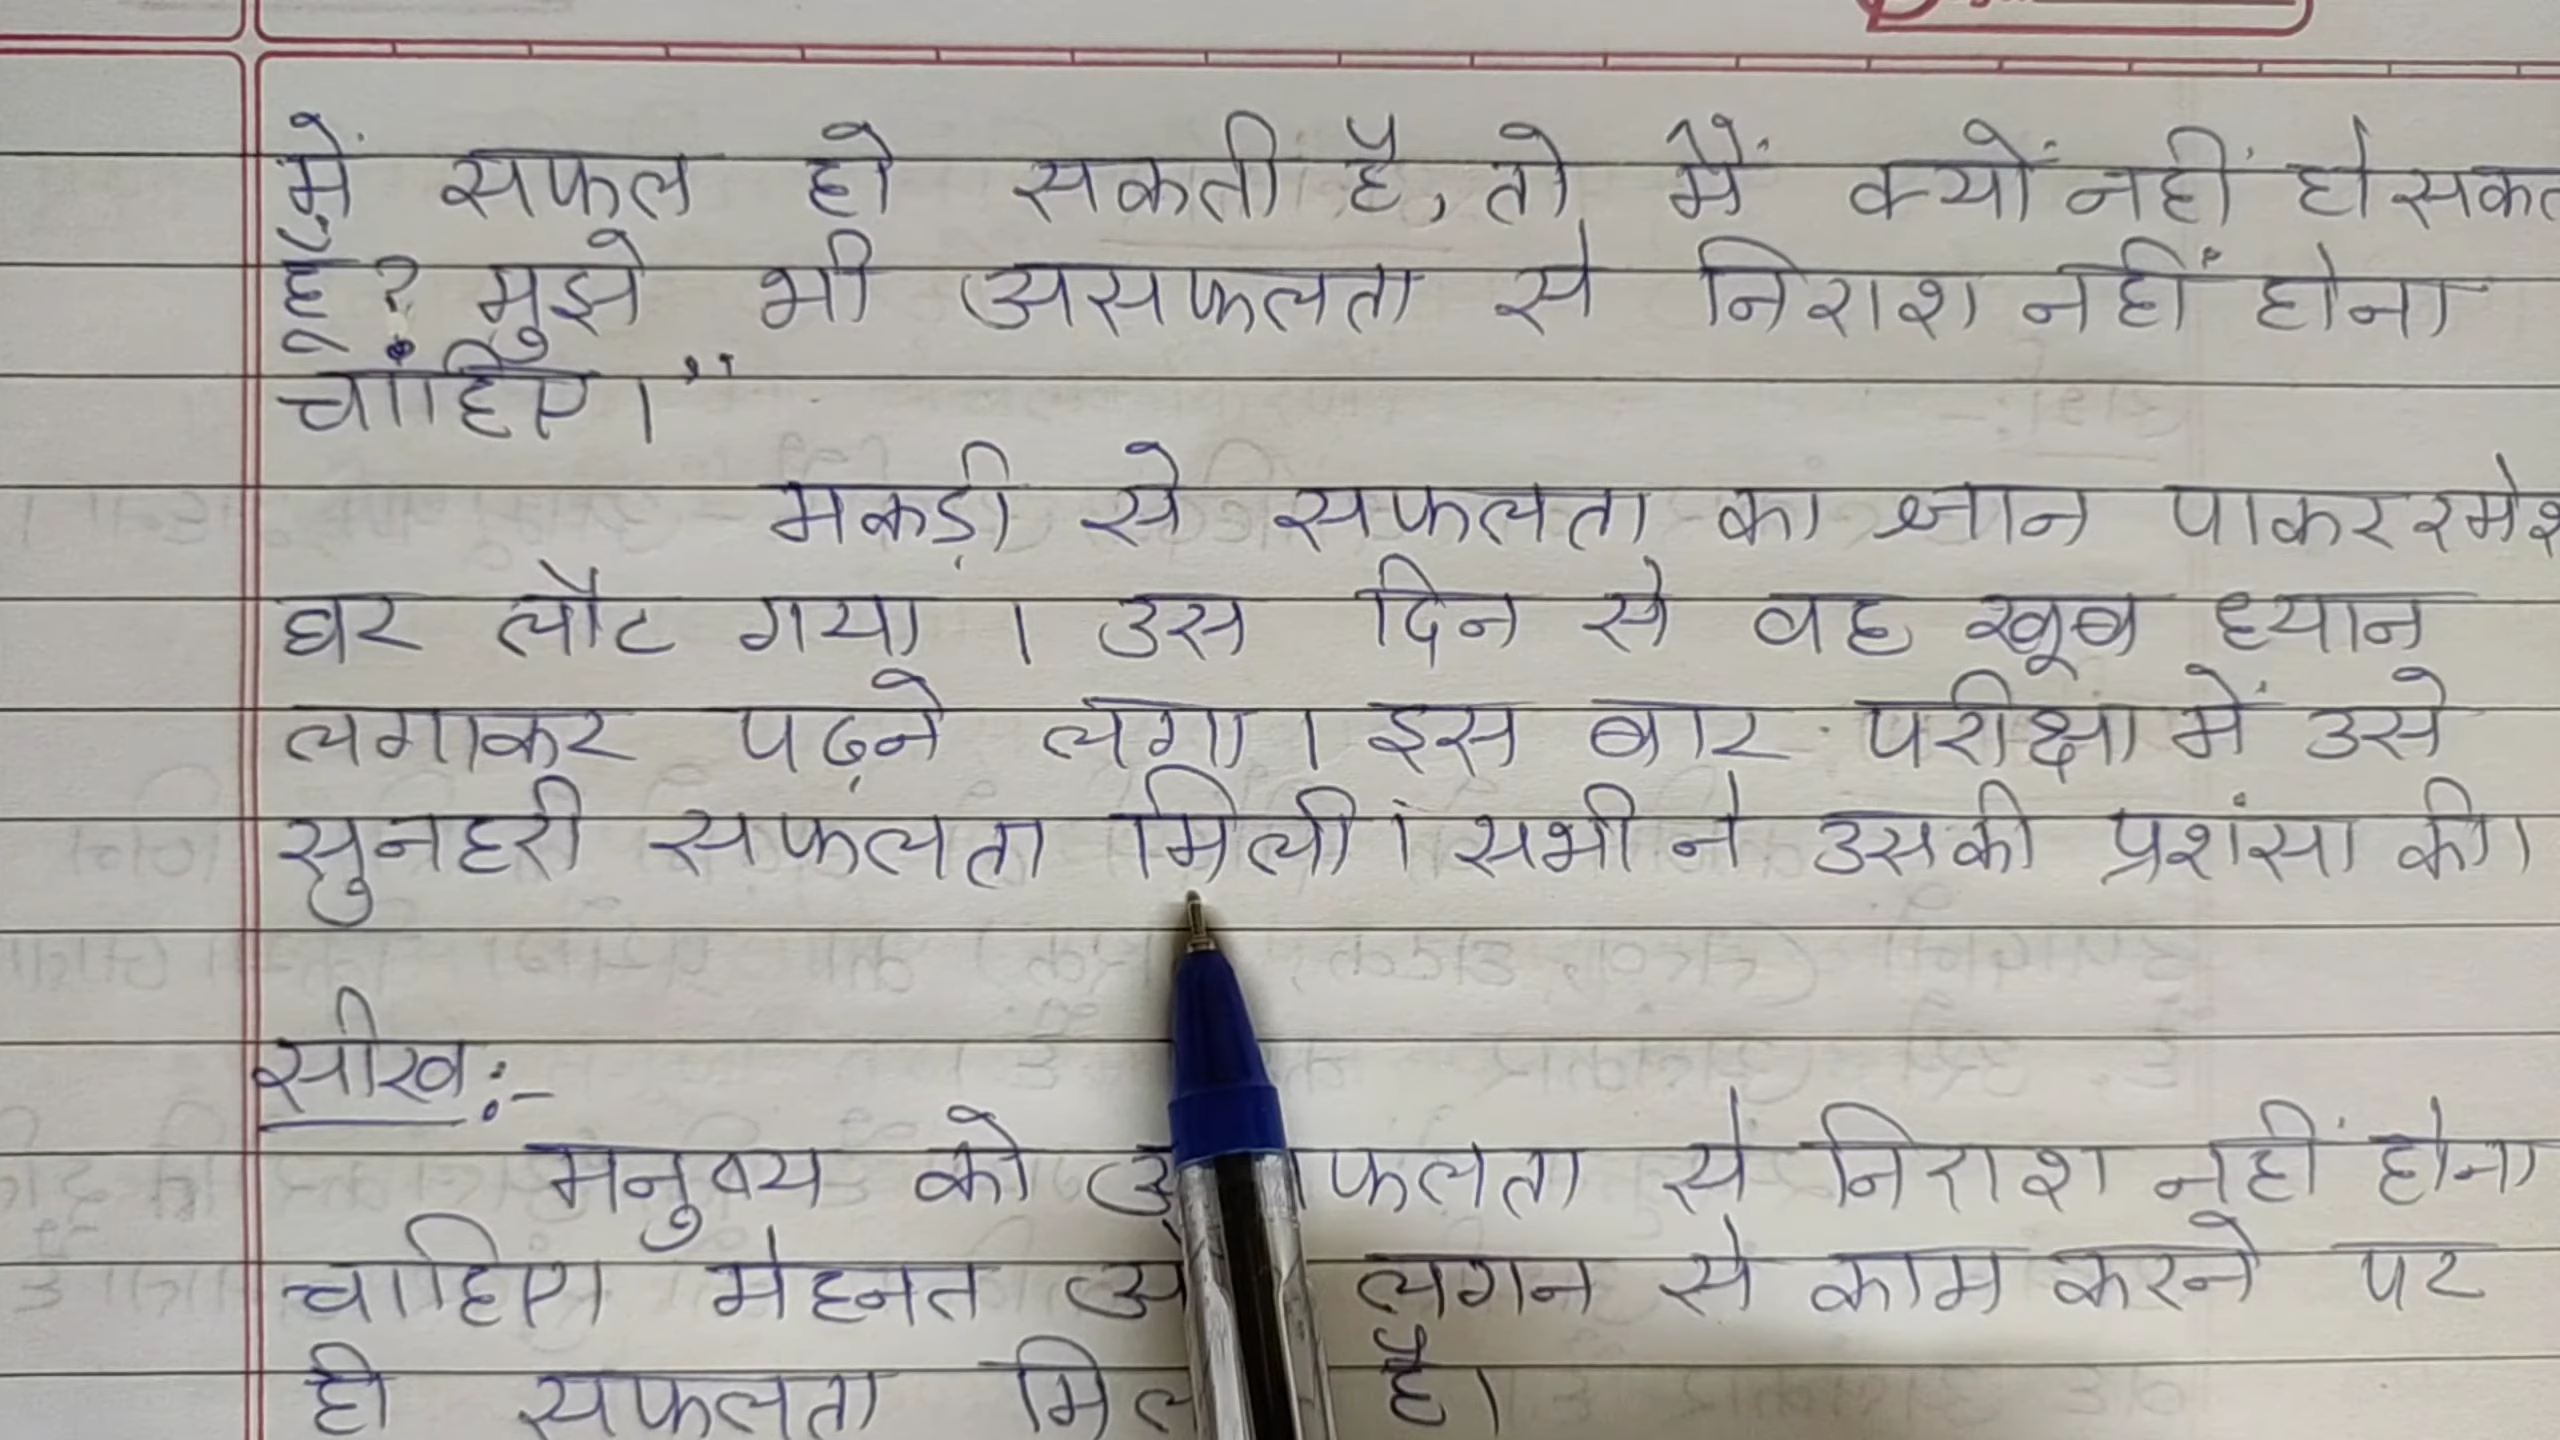 में सफल हो सकती है, तो मैं क्यों नहीं हो सकत
हूँ? मुझे भी असफलता से निराश नहीं होना
चाहिए।"
मकड़ी से सफलता का ज्ञान पाकर रमेश
घर लौट गया। उस दिन से वह खूब ध्यान
लगाकर पढ़ने लगा। इस बार परीक्षा में उसे
सुनहरी सफलता मिली। सभी ने उसकी प्रशंसा की।
सीख:-
मनुष्य को फलता से निराश नहीं होना
चाहिए। मेहनत लगन से काम करने पर
ही सफलता मिल है।